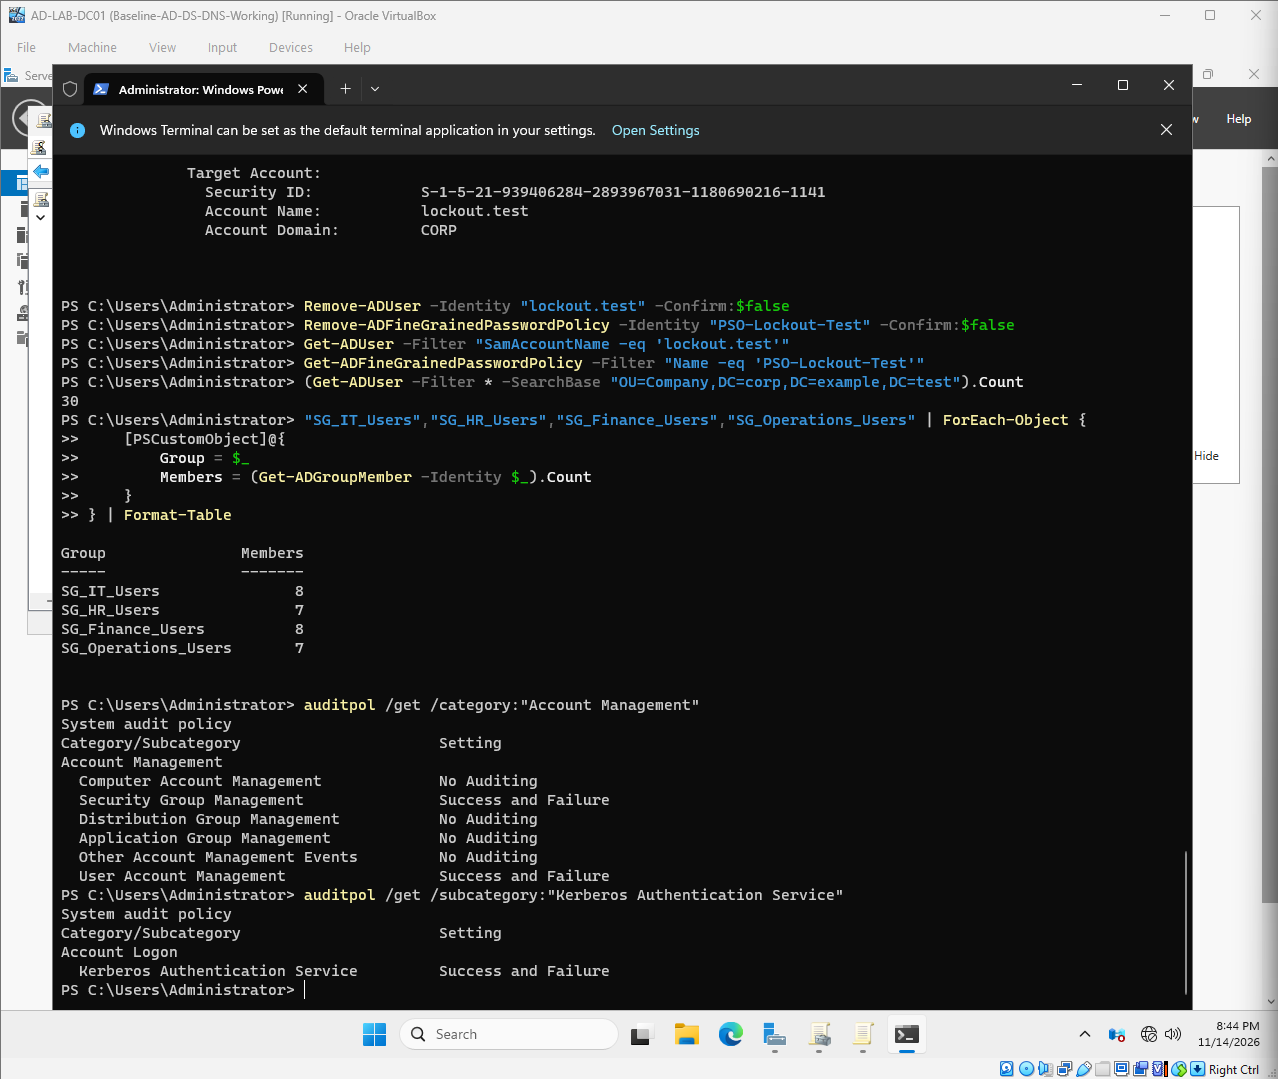 AD-LAB-DC01 (Baseline-AD-DS-DNS-Working) [Running] - Oracle VirtualBox
File Machine View Input Devices Help
Serve
Administrator: Windows Powe
Windows Terminal can be set as the default terminal application in your settings. Open Settings
Help
Target Account:
Security ID: S-1-5-21-939406284-2893967031-1180690216-1141
Account Name: lockout.test
Account Domain: CORP
PS C:\Users\Administrator> Remove-ADUser -Identity "lockout.test" -Confirm:$false
PS C:\Users\Administrator> Remove-ADFineGrainedPasswordPolicy -Identity "PSO-Lockout-Test" -Confirm:$false
PS C:\Users\Administrator> Get-ADUser -Filter "SamAccountName -eq 'lockout.test'"
PS C:\Users\Administrator> Get-ADFineGrainedPasswordPolicy -Filter "Name -eq 'PSO-Lockout-Test'"
PS C:\Users\Administrator> (Get-ADUser -Filter * -SearchBase "OU=Company,DC=corp,DC=example,DC=test").Count
30
PS C:\Users\Administrator> "SG_IT_Users","SG_HR_Users","SG_Finance_Users","SG_Operations_Users" | ForEach-Object {
>> [PSCustomObject]@{
>> Group = $_
>> Members = (Get-ADGroupMember -Identity $_).Count
>> }
>> } | Format-Table
Hide
Group Members
----- -------
SG_IT_Users 8
SG_HR_Users 7
SG_Finance_Users 8
SG_Operations_Users 7
PS C:\Users\Administrator> auditpol /get /category:"Account Management"
System audit policy
Category/Subcategory Setting
Account Management
Computer Account Management No Auditing
Security Group Management Success and Failure
Distribution Group Management No Auditing
Application Group Management No Auditing
Other Account Management Events No Auditing
User Account Management Success and Failure
PS C:\Users\Administrator> auditpol /get /subcategory:"Kerberos Authentication Service"
System audit policy
Category/Subcategory Setting
Account Logon
Kerberos Authentication Service Success and Failure
PS C:\Users\Administrator>
Search
8:44 PM
11/14/2026
Right Ctrl